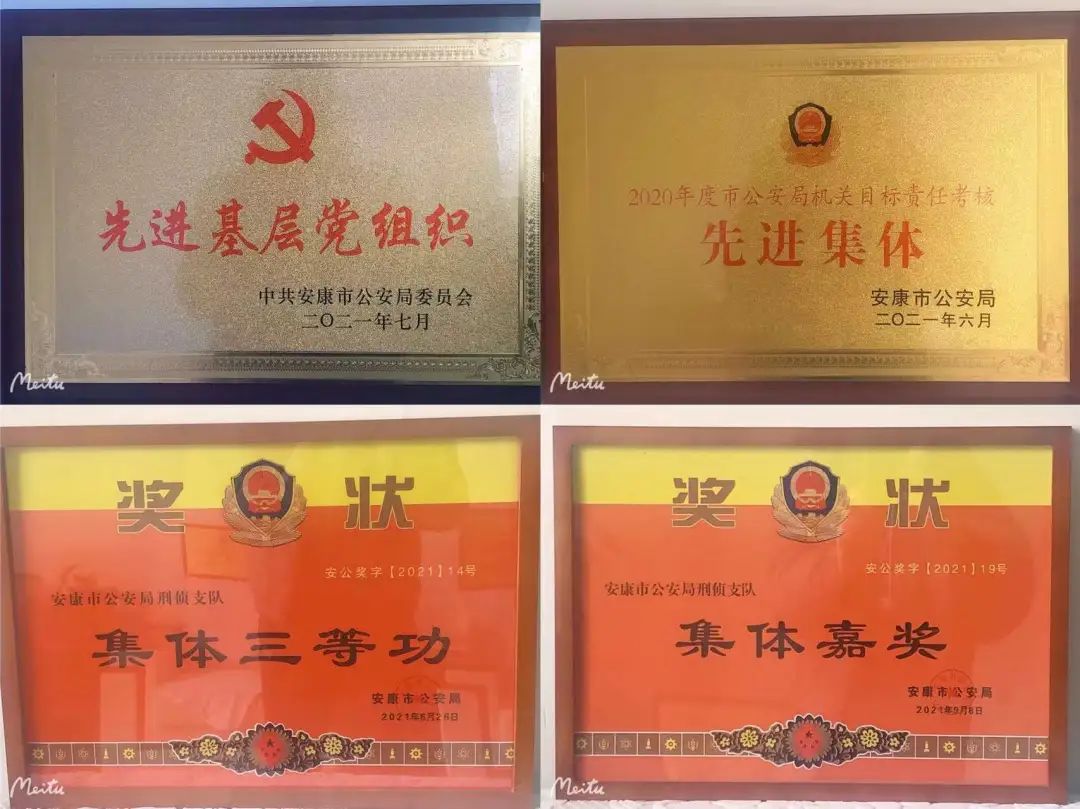 先进基层党组织
中共安康市公安局委员会
二〇二一年七月
Meitu
2020年度市公安局机关目标责任考核
先进集体
安康市公安局
二〇二一年六月
Meitu
奖状
安公奖字【2021】14号
安康市公安局刑侦支队
集体三等功
安康市公安局
Meitu
奖状
安公奖字【2021】19号
安康市公安局刑侦支队
集体嘉奖
安康市公安局
2021年9月8日
Meitu